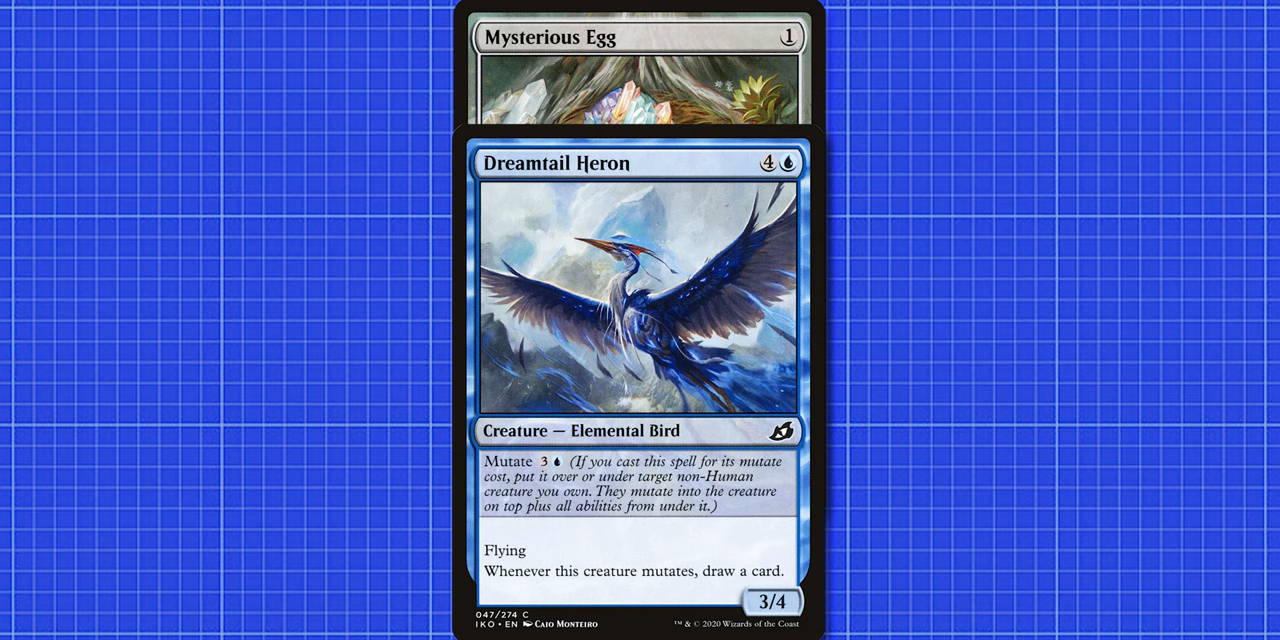 Mysterious Egg 1
Dreamtail Heron 4
Creature — Elemental Bird
Mutate 3 (If you cast this spell for its mutate
cost, put it over or under target non-Human
creature you own. They mutate into the creature
on top plus all abilities from under it.)
Flying
Whenever this creature mutates, draw a card.
3/4
047/274 C
IKO • EN Caio Monteiro
™ & © 2020 Wizards of the Coast